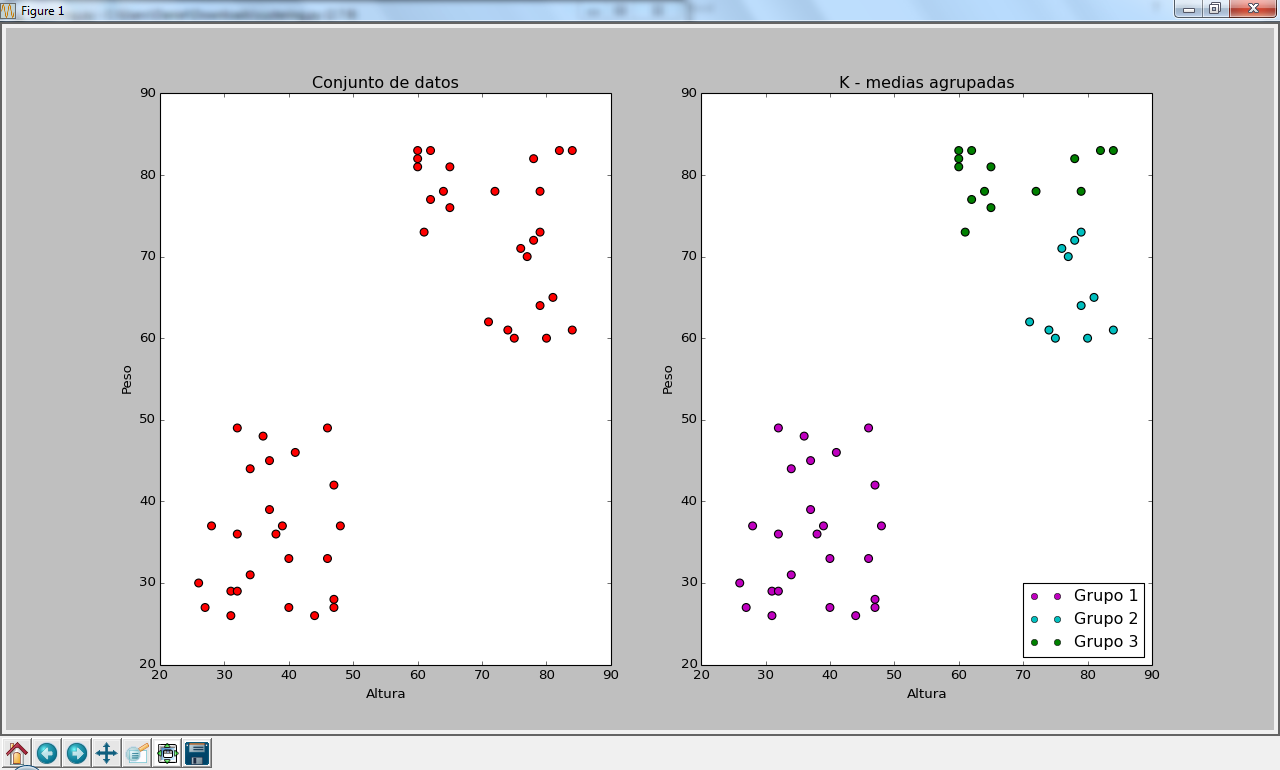 Figure 1
Conjunto de datos
90
80
70
60
50
40
30
20
Peso
20 30 40 50 60 70 80 90
Altura
K - medias agrupadas
90
80
70
60
50
40
30
20
Peso
Grupo 1
Grupo 2
Grupo 3
20 30 40 50 60 70 80 90
Altura